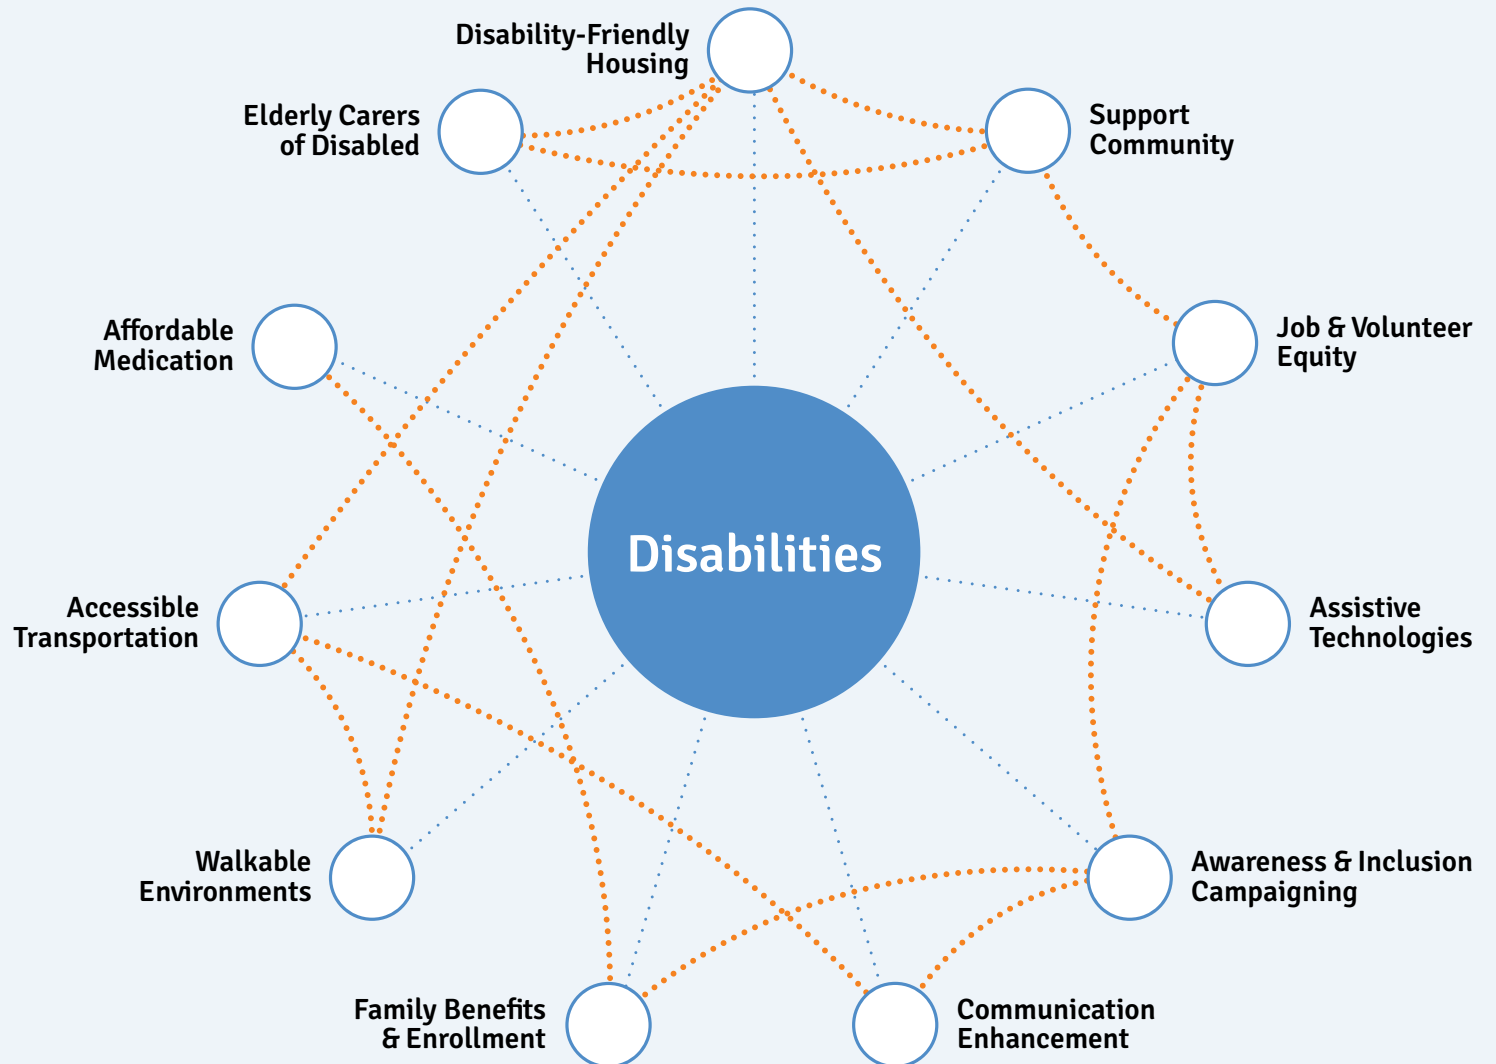 Disability-Friendly
Housing
Elderly Carers
of Disabled
Support
Community
Affordable
Medication
Job & Volunteer
Equity
Disabilities
Accessible
Transportation
Assistive
Technologies
Walkable
Environments
Awareness & Inclusion
Campaigning
Family Benefits
& Enrollment
Communication
Enhancement